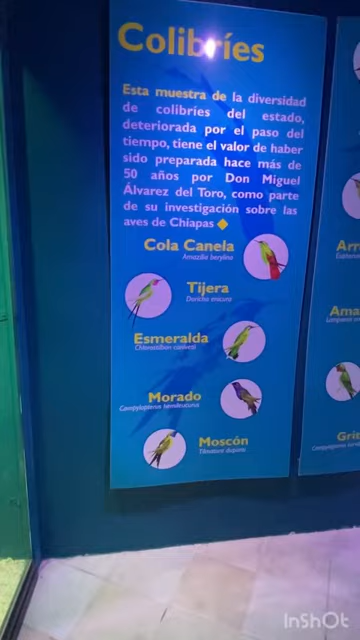 Colibríes
Esta muestra de la diversidad
de colibríes del estado,
deteriorada por el paso del
tiempo, tiene el valor de haber
sido preparada hace más de
50 años por Don Miguel
Álvarez del Toro, como parte
de su investigación sobre las
aves de Chiapas
Cola Canela
Amazilia beryllina
Tijera
Doricha enicura
Esmeralda
Chlorostilbon canivetii
Morado
Campylopterus hemileucurus
Moscón
Tilmatura dupontii
Ama
Gri
InShOt